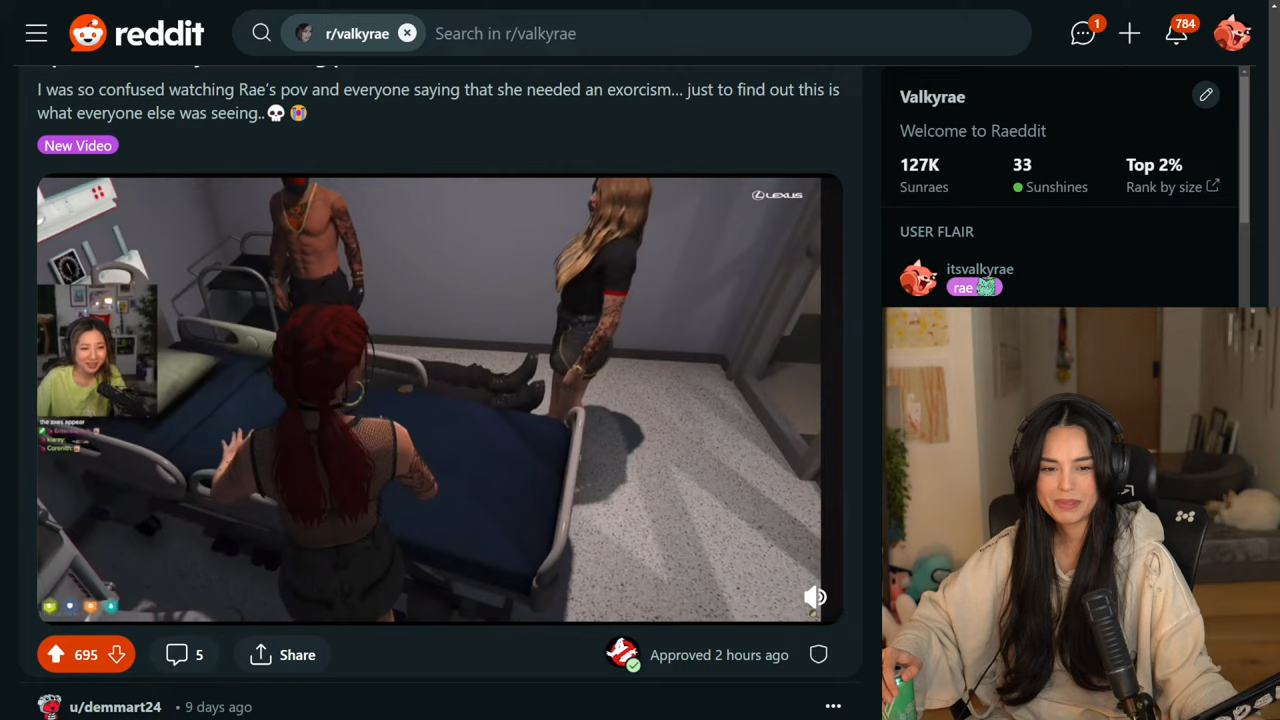 reddit
r/valkyrae
Search in r/valkyrae
1
784
I was so confused watching Rae's pov and everyone saying that she needed an exorcism... just to find out this is
what everyone else was seeing..💀 😭
New Video
LEXUS
the axes appear
695
5
Share
Approved 2 hours ago
u/demmart24 • 9 days ago
Valkyrae
Welcome to Raeddit
127K 33 Top 2%
Sunraes Sunshines Rank by size
USER FLAIR
itsvalkyrae
rae